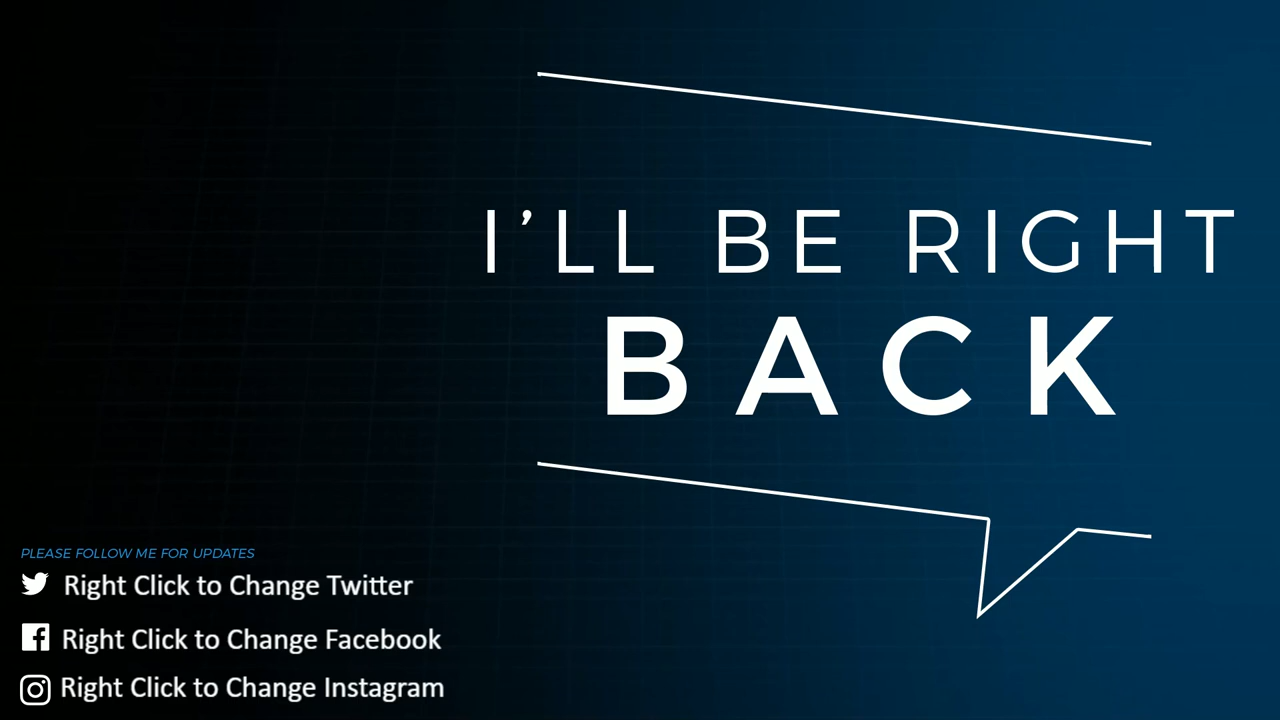 I’LL BE RIGHT
BACK
PLEASE FOLLOW ME FOR UPDATES
Right Click to Change Twitter
Right Click to Change Facebook
Right Click to Change Instagram